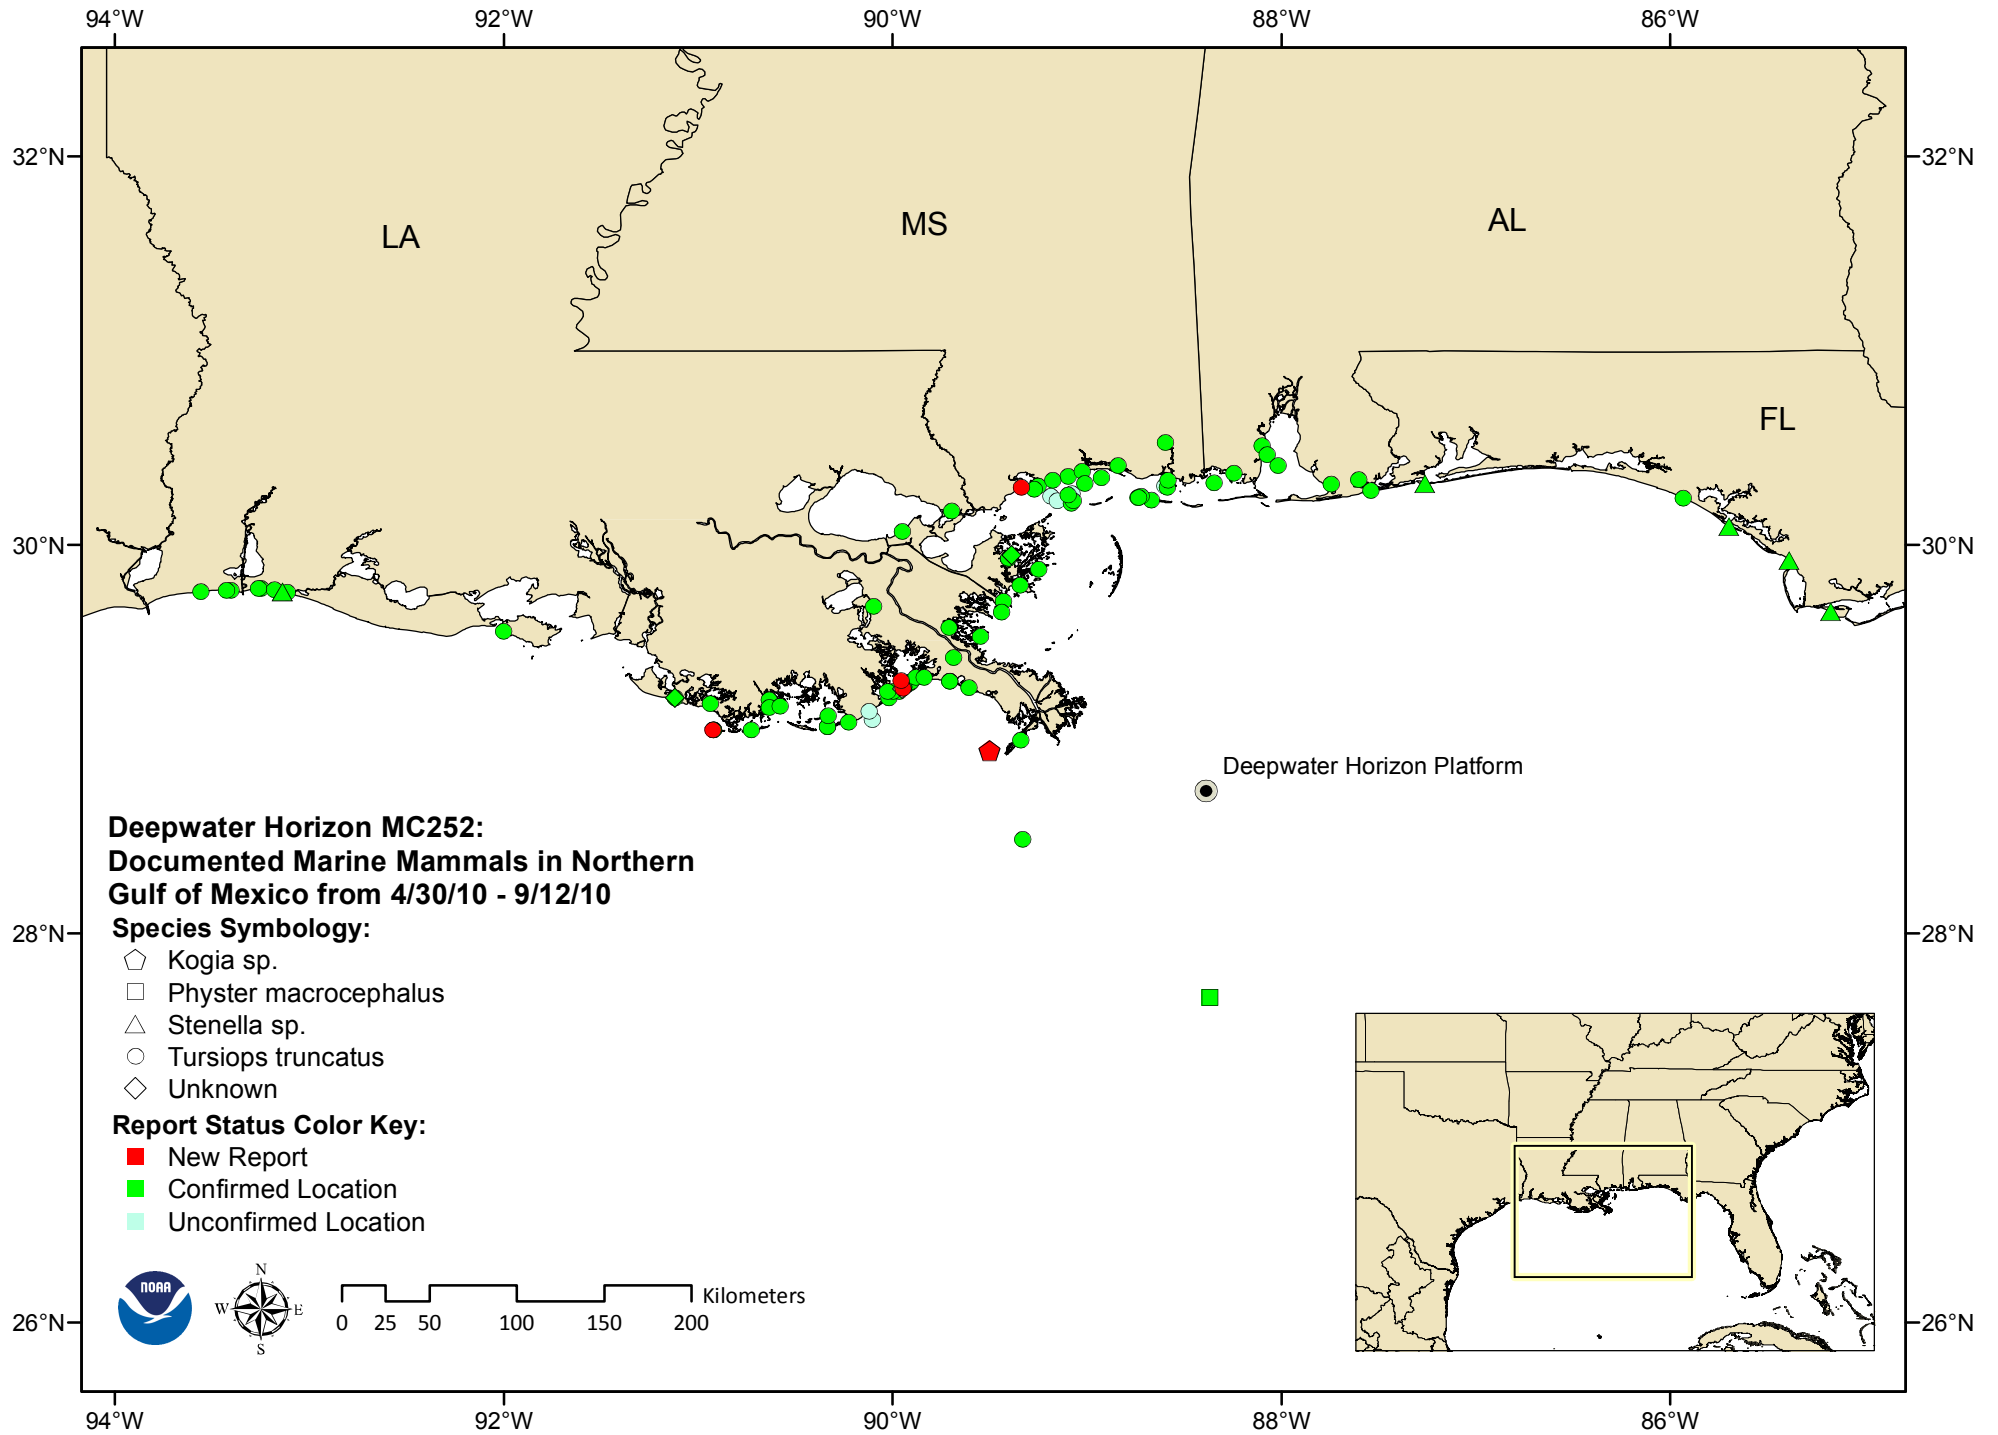 94°W 92°W 90°W 88°W 86°W
32°N 32°N
LA MS AL
FL
30°N 30°N
Deepwater Horizon Platform
Deepwater Horizon MC252:
Documented Marine Mammals in Northern
Gulf of Mexico from 4/30/10 - 9/12/10
Species Symbology:
28°N 28°N
Kogia sp.
Physter macrocephalus
Stenella sp.
Tursiops truncatus
Unknown
Report Status Color Key:
New Report
Confirmed Location
Unconfirmed Location
NOAA
N
W E
S
Kilometers
0 25 50 100 150 200
26°N 26°N
94°W 92°W 90°W 88°W 86°W